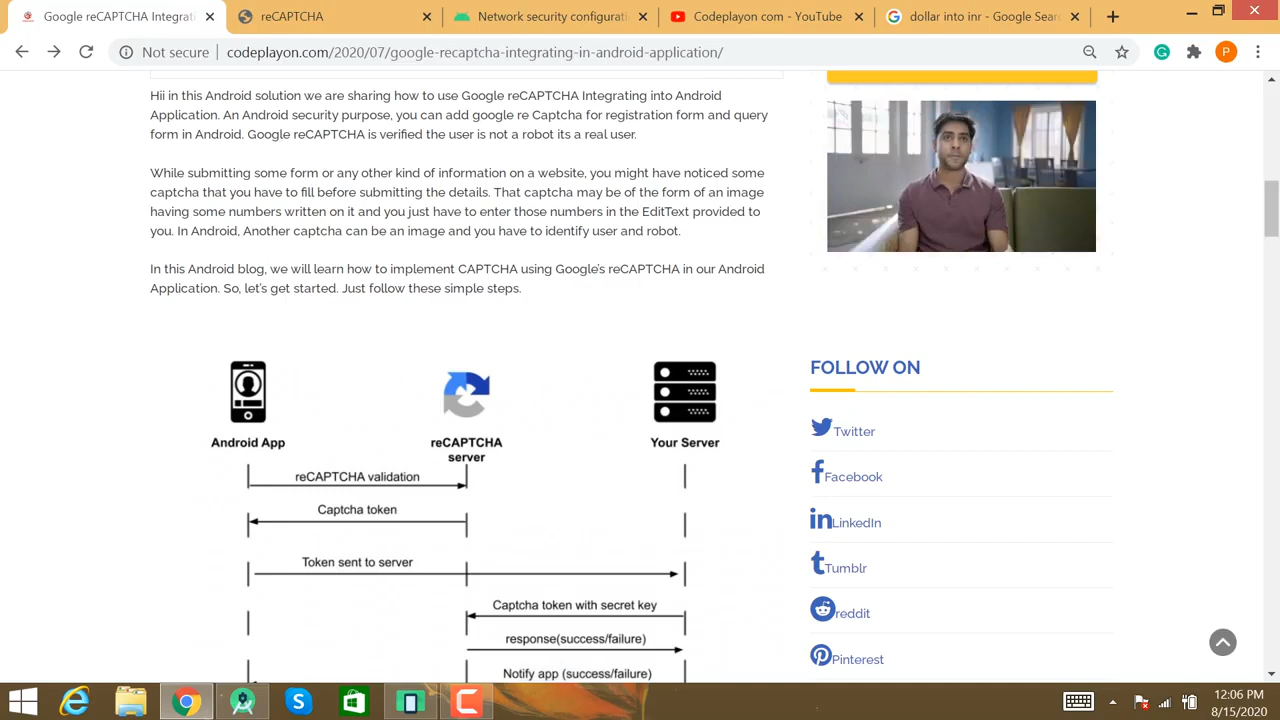 Google reCAPTCHA Integrati
reCAPTCHA
Network security configurati
Codeplayon com - YouTube
dollar into inr - Google Sear
Not secure
codeplayon.com/2020/07/google-recaptcha-integrating-in-android-application/
P
Hii in this Android solution we are sharing how to use Google reCAPTCHA Integrating into Android
Application. An Android security purpose, you can add google re Captcha for registration form and query
form in Android. Google reCAPTCHA is verified the user is not a robot its a real user.
While submitting some form or any other kind of information on a website, you might have noticed some
captcha that you have to fill before submitting the details. That captcha may be of the form of an image
having some numbers written on it and you just have to enter those numbers in the EditText provided to
you. In Android, Another captcha can be an image and you have to identify user and robot.
In this Android blog, we will learn how to implement CAPTCHA using Google's reCAPTCHA in our Android
Application. So, let's get started. Just follow these simple steps.
Android App
reCAPTCHA
server
Your Server
reCAPTCHA validation
Captcha token
Token sent to server
Captcha token with secret key
response(success/failure)
Notify app (success/failure)
FOLLOW ON
Twitter
Facebook
LinkedIn
Tumblr
reddit
Pinterest
12:06 PM
8/15/2020